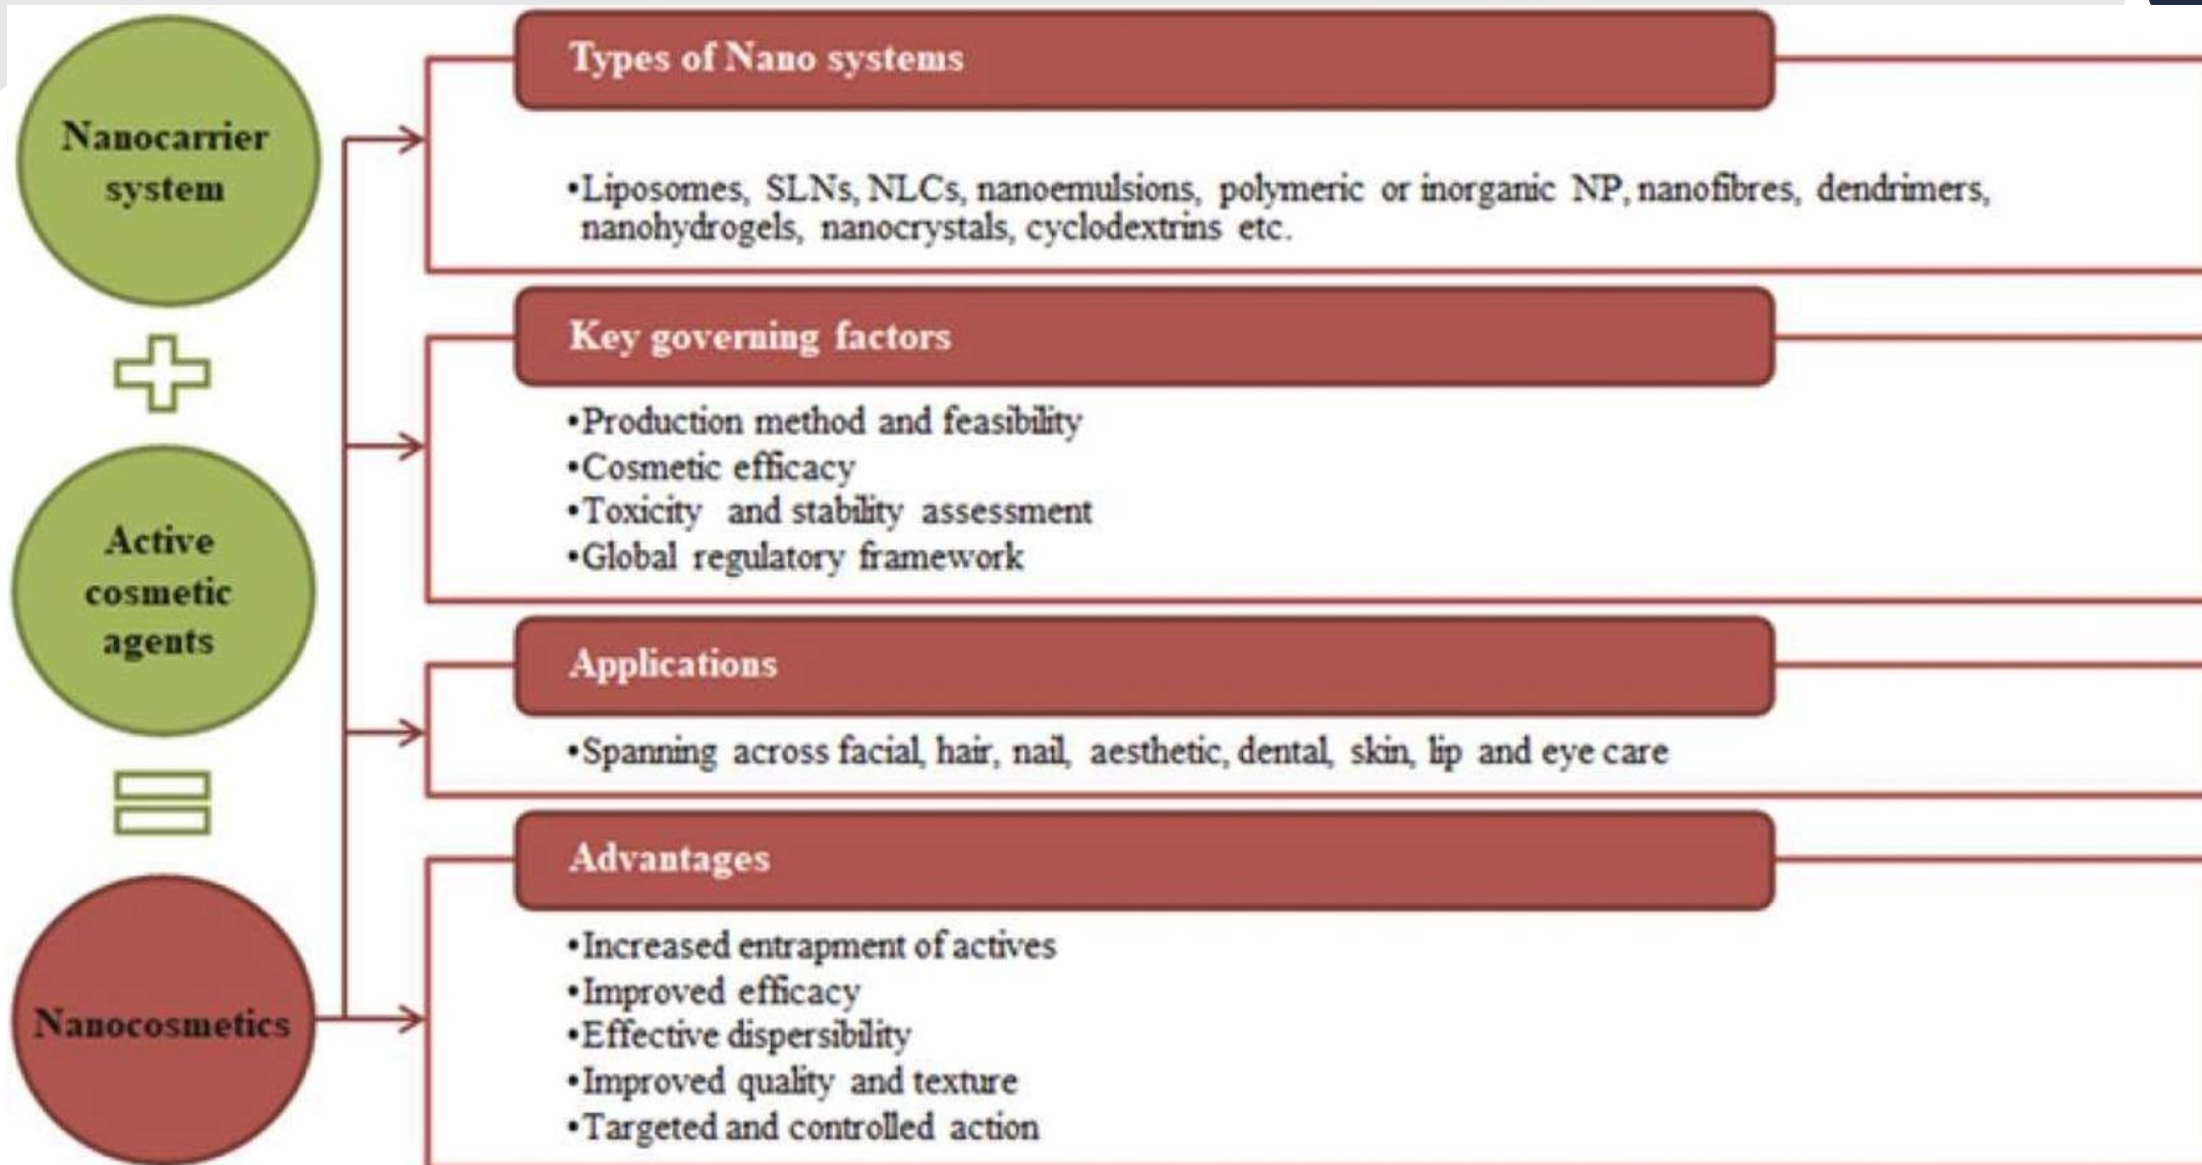 Nanocarrier
system
Active
cosmetic
agents
Nanocosmetics
Types of Nano systems
•Liposomes, SLNs, NLCs, nanoemulsions, polymeric or inorganic NP, nanofibres, dendrimers,
nanohydrogels, nanocrystals, cyclodextrins etc.
Key governing factors
•Production method and feasibility
•Cosmetic efficacy
•Toxicity and stability assessment
•Global regulatory framework
Applications
•Spanning across facial, hair, nail, aesthetic, dental, skin, lip and eye care
Advantages
•Increased entrapment of actives
•Improved efficacy
•Effective dispersibility
•Improved quality and texture
•Targeted and controlled action